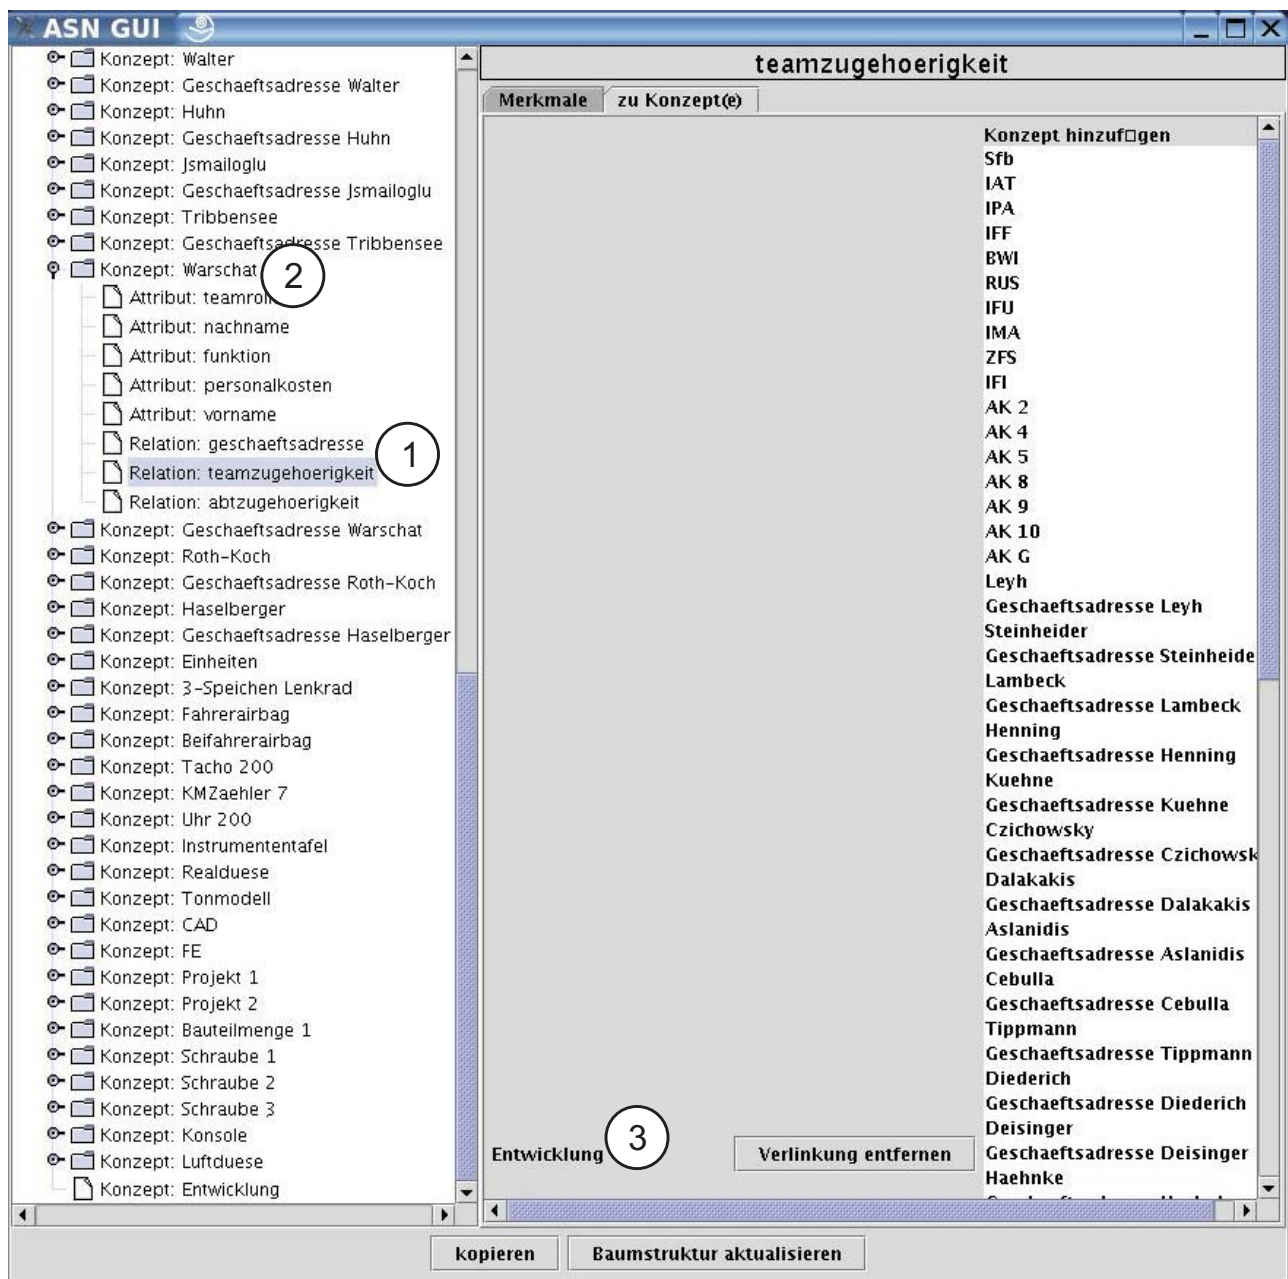 ASN GUI
Konzept: Walter
Konzept: Geschaeftsadresse Walter
Konzept: Huhn
Konzept: Geschaeftsadresse Huhn
Konzept: Jsmailoglu
Konzept: Geschaeftsadresse Jsmailoglu
Konzept: Tribbensee
Konzept: Geschaeftsadresse Tribbensee
Konzept: Warschat
2
Attribut: teamroll
Attribut: nachname
Attribut: funktion
Attribut: personalkosten
Attribut: vorname
Relation: geschaeftsadresse
1
Relation: teamzugehoerigkeit
Relation: abtzugehoerigkeit
Konzept: Geschaeftsadresse Warschat
Konzept: Roth-Koch
Konzept: Geschaeftsadresse Roth-Koch
Konzept: Haselberger
Konzept: Geschaeftsadresse Haselberger
Konzept: Einheiten
Konzept: 3-Speichen Lenkrad
Konzept: Fahrerairbag
Konzept: Beifahrerairbag
Konzept: Tacho 200
Konzept: KMZaehler 7
Konzept: Uhr 200
Konzept: Instrumententafel
Konzept: Realduese
Konzept: Tonmodell
Konzept: CAD
Konzept: FE
Konzept: Projekt 1
Konzept: Projekt 2
Konzept: Bauteilmenge 1
Konzept: Schraube 1
Konzept: Schraube 2
Konzept: Schraube 3
Konzept: Konsole
Konzept: Luftduese
Konzept: Entwicklung
teamzugehoerigkeit
Merkmale zu Konzept(e)
Entwicklung 3 Verlinkung entfernen
Konzept hinzuf□gen
Sfb
IAT
IPA
IFF
BWI
RUS
IFU
IMA
ZFS
IFI
AK 2
AK 4
AK 5
AK 8
AK 9
AK 10
AK G
Leyh
Geschaeftsadresse Leyh
Steinheider
Geschaeftsadresse Steinheide
Lambeck
Geschaeftsadresse Lambeck
Henning
Geschaeftsadresse Henning
Kuehne
Geschaeftsadresse Kuehne
Czichowsky
Geschaeftsadresse Czichowsk
Dalakakis
Geschaeftsadresse Dalakakis
Aslanidis
Geschaeftsadresse Aslanidis
Cebulla
Geschaeftsadresse Cebulla
Tippmann
Geschaeftsadresse Tippmann
Diederich
Geschaeftsadresse Diederich
Deisinger
Geschaeftsadresse Deisinger
Haehnke
kopieren Baumstruktur aktualisieren